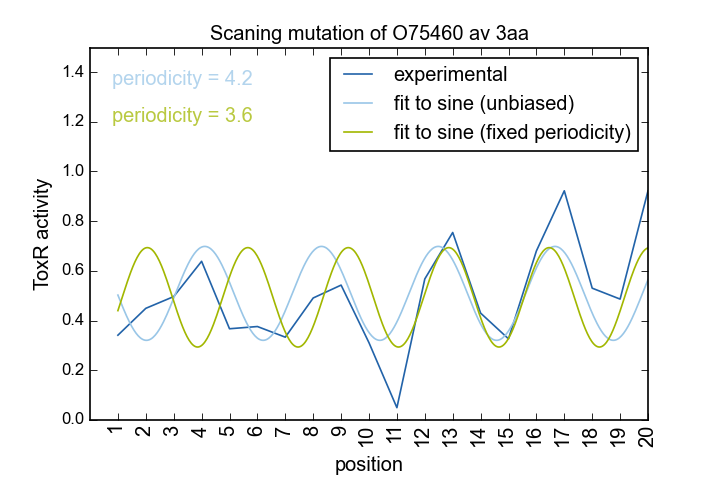 Scaning mutation of O75460 av 3aa
periodicity = 4.2
periodicity = 3.6
experimental
fit to sine (unbiased)
fit to sine (fixed periodicity)
ToxR activity
1.4
1.2
1.0
0.8
0.6
0.4
0.2
0.0
1 2 3 4 5 6 7 8 9 10 11 12 13 14 15 16 17 18 19 20
position